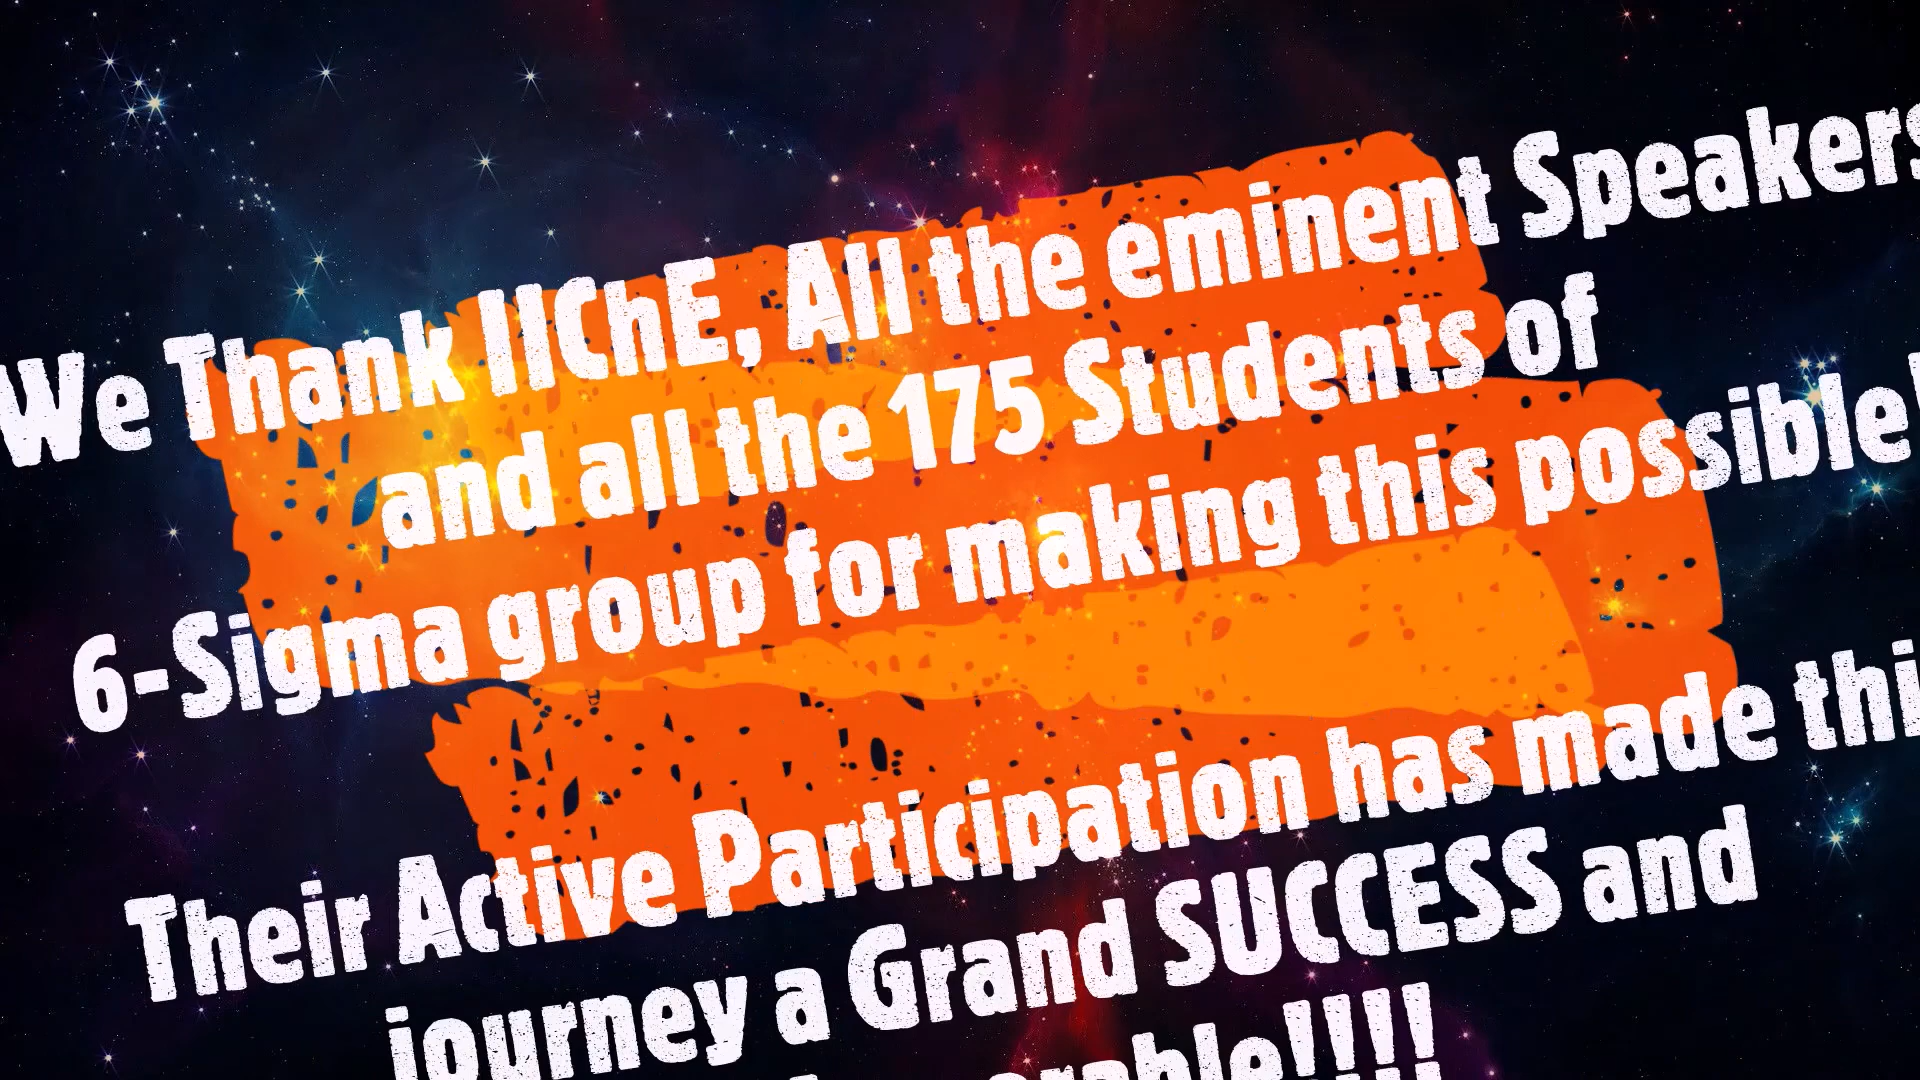 We Thank IIChE, All the eminent Speakers
and all the 175 Students of
6-Sigma group for making this possible!
Their Active Participation has made thi
journey a Grand SUCCESS and